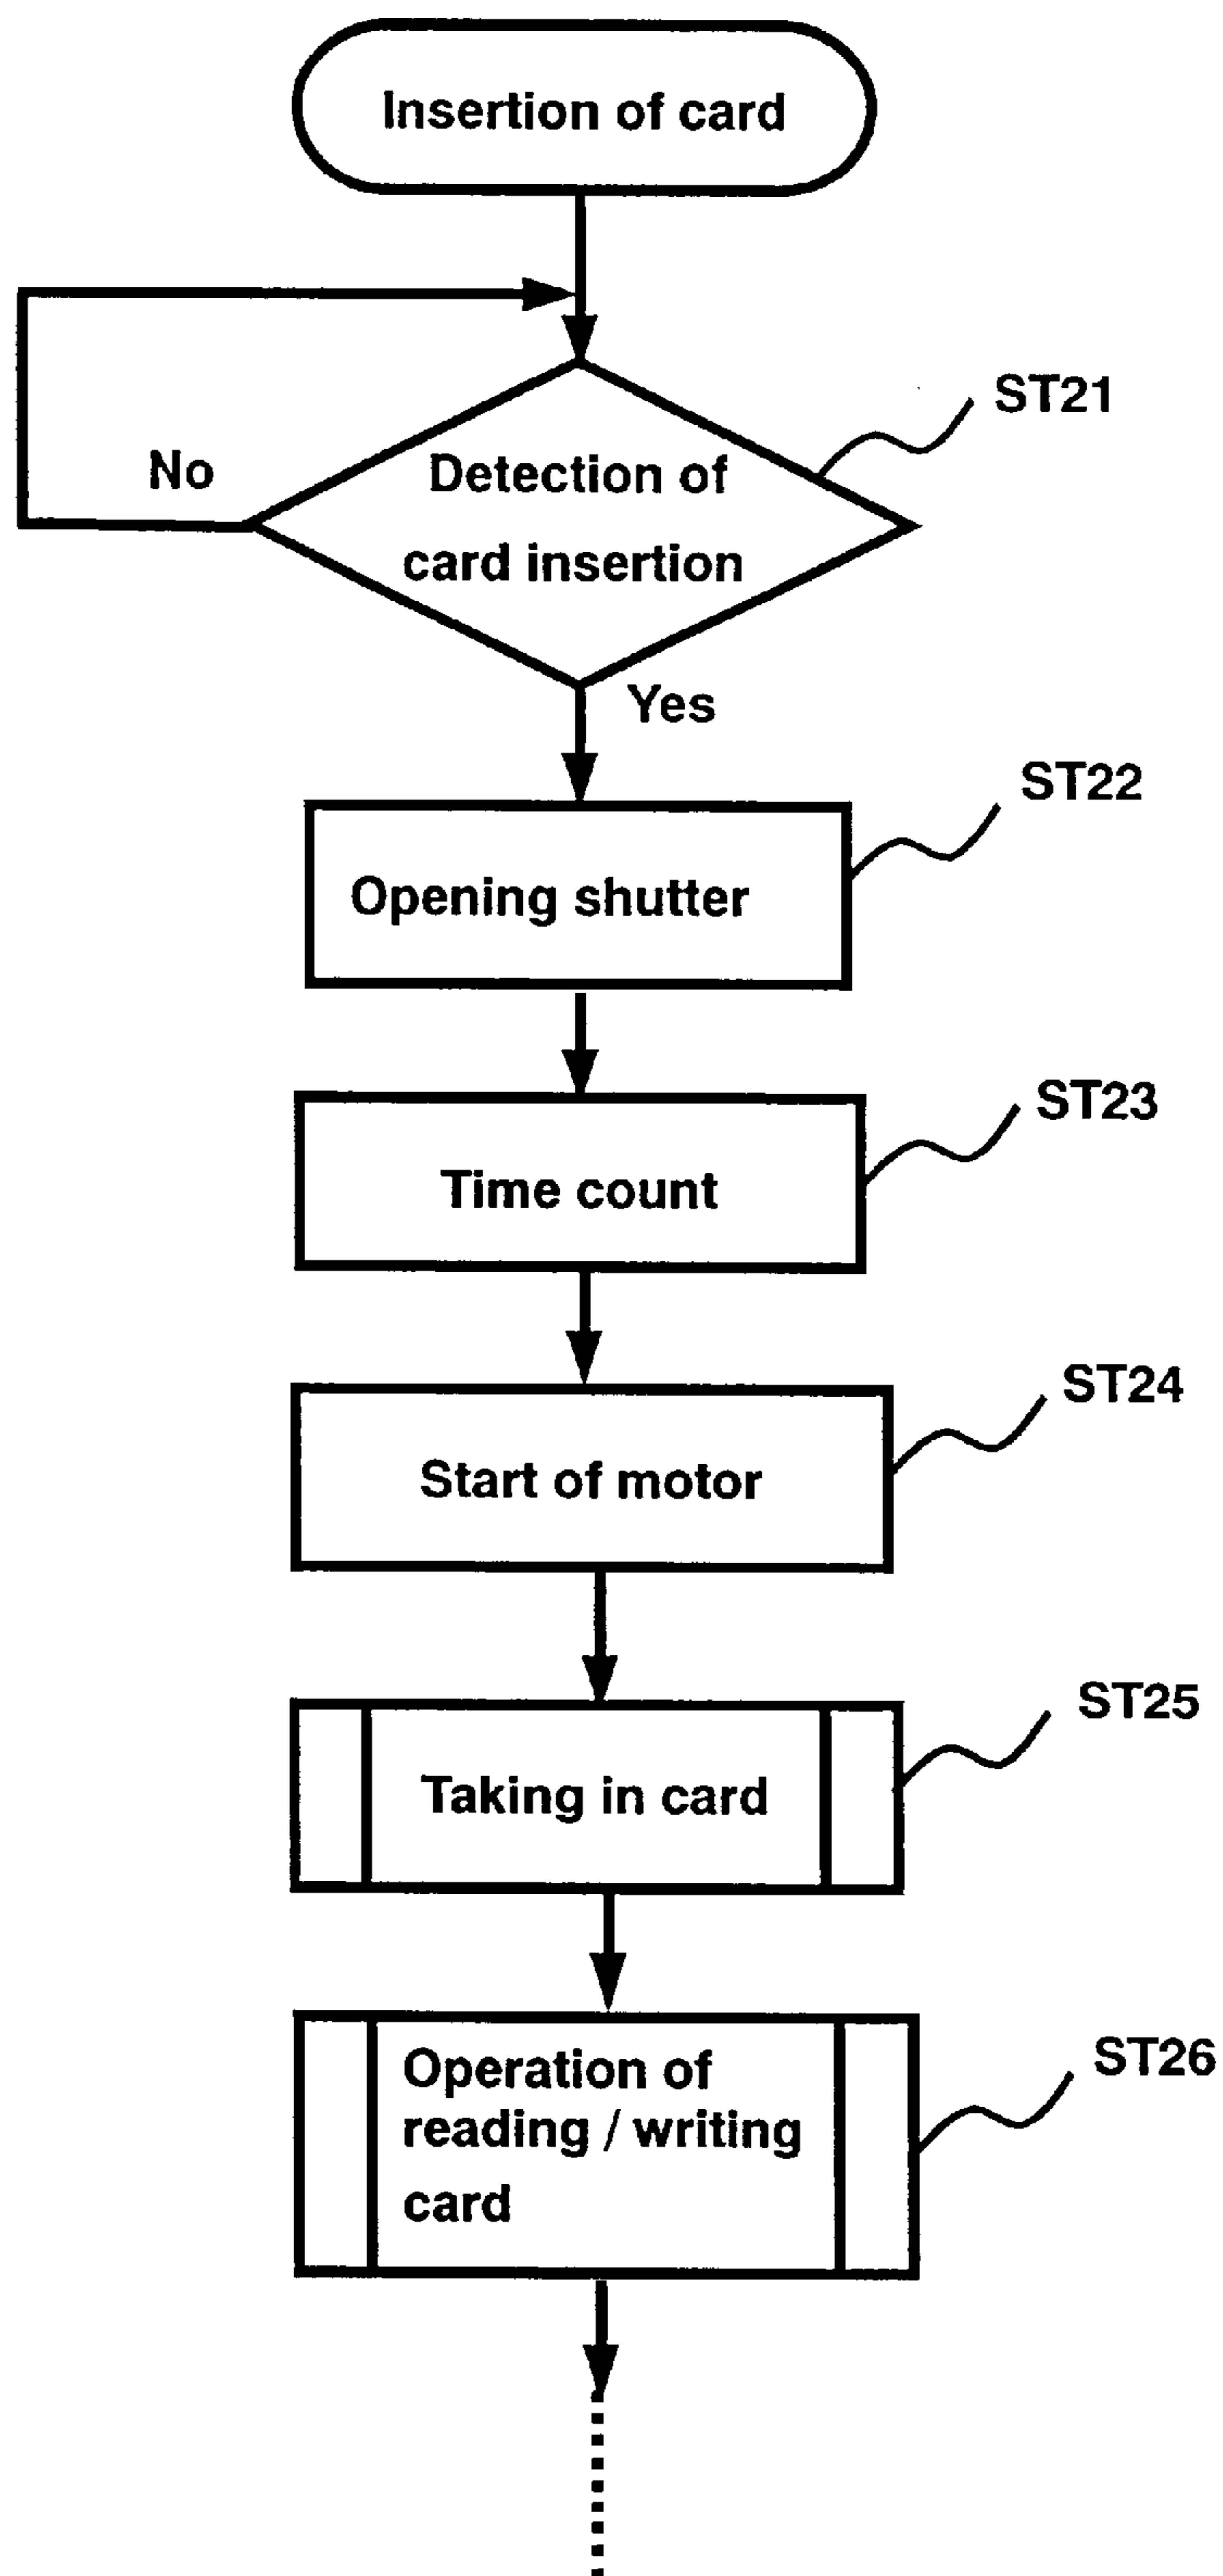 Insertion of card
ST21
No
Detection of
card insertion
Yes
ST22
Opening shutter
ST23
Time count
ST24
Start of motor
ST25
Taking in card
ST26
Operation of
reading / writing
card